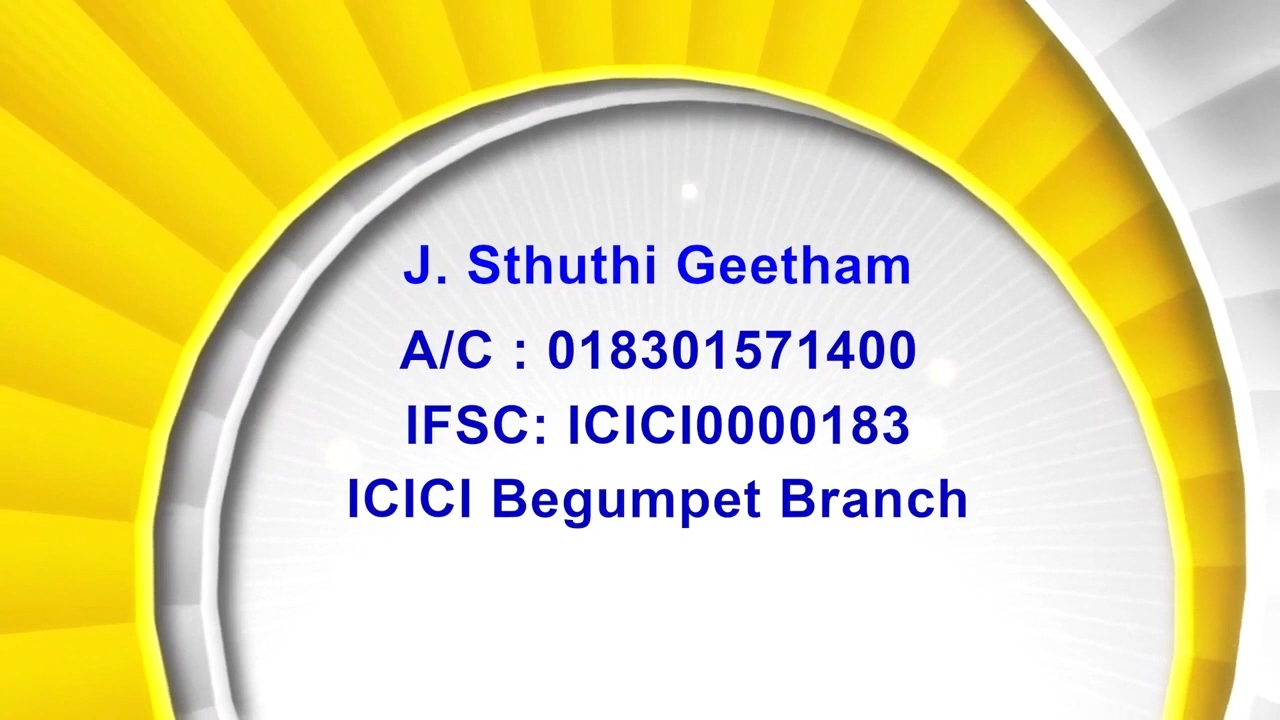 J. Sthuthi Geetham
A/C : 018301571400
IFSC: ICICI0000183
ICICI Begumpet Branch